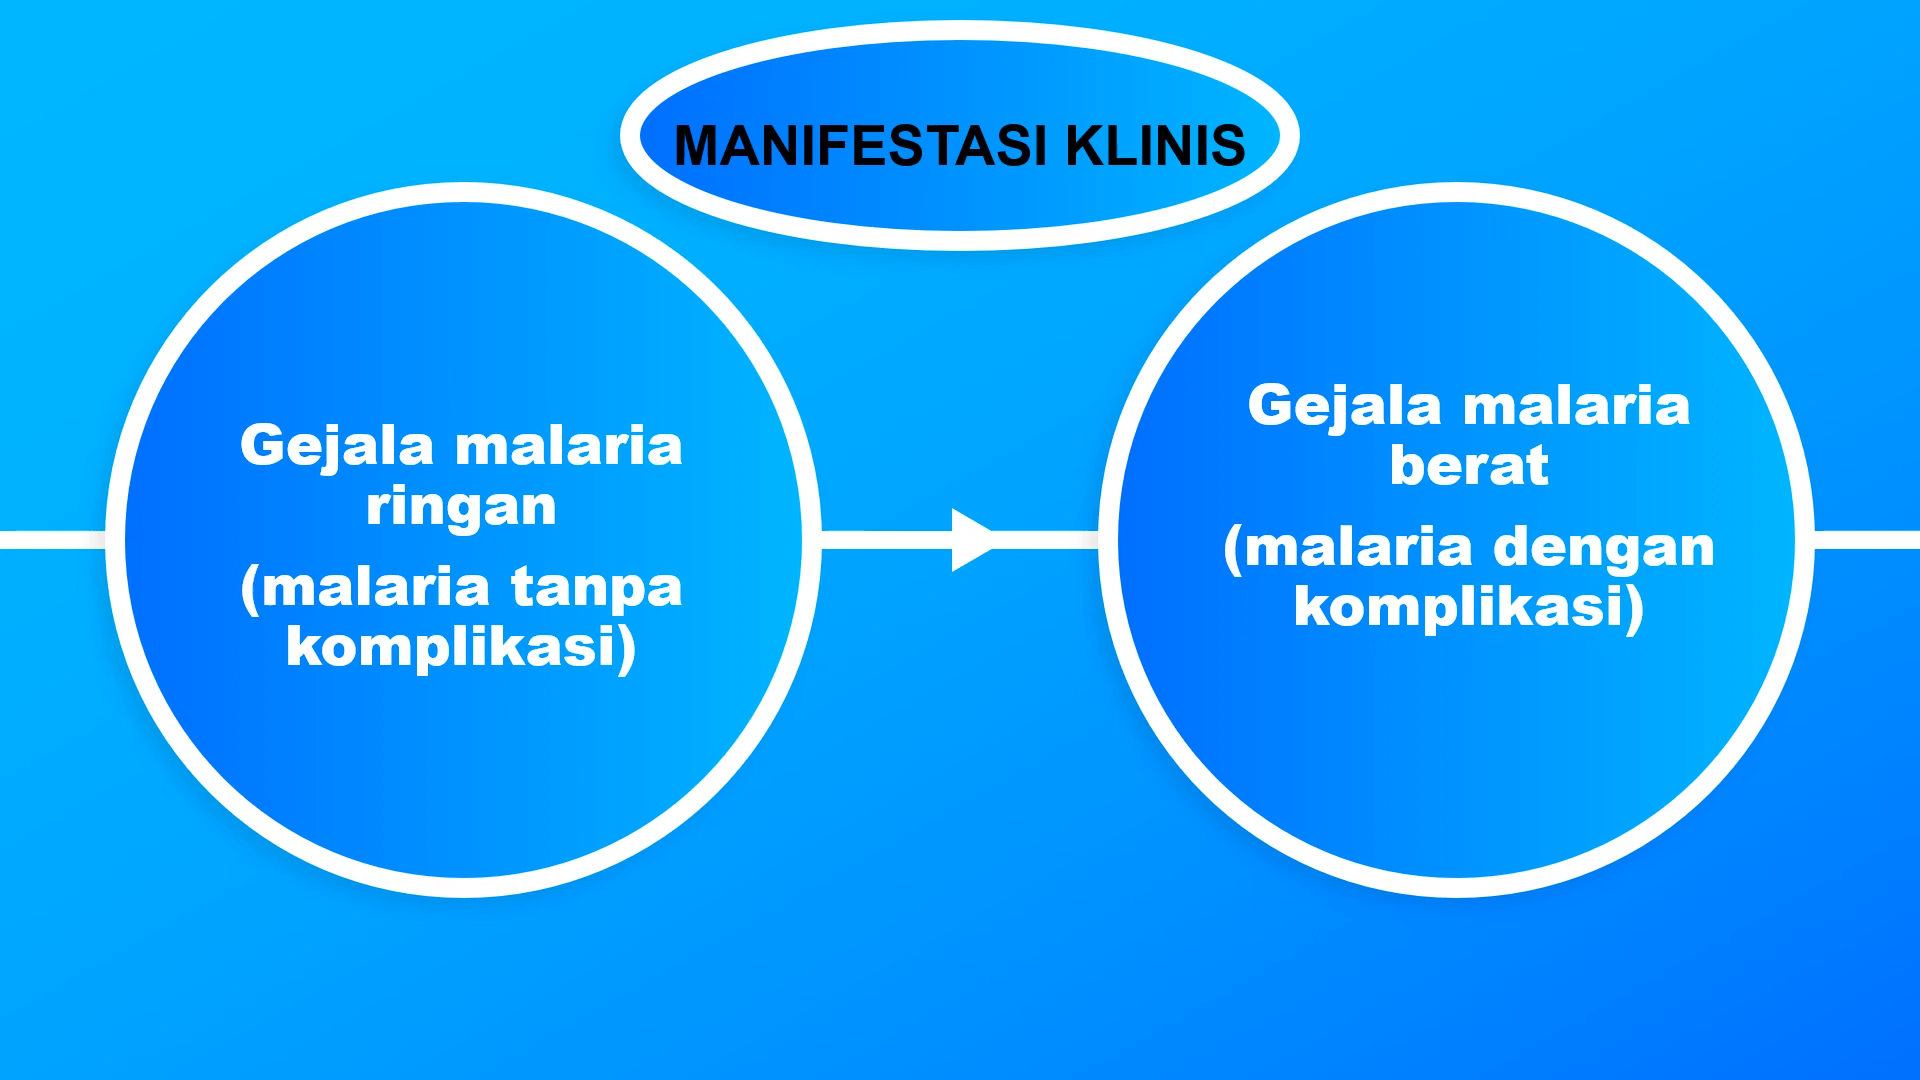 MANIFESTASI KLINIS
Gejala malaria
ringan
(malaria tanpa
komplikasi)
Gejala malaria
berat
(malaria dengan
komplikasi)